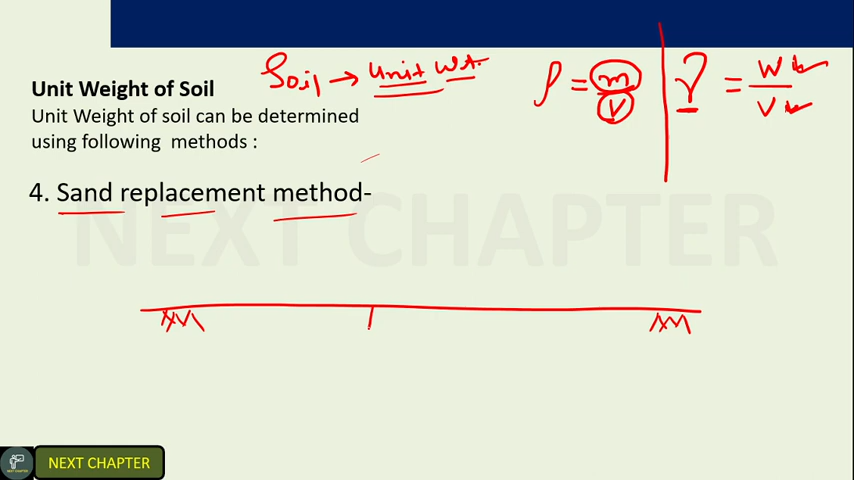 Soil → Unit Wt.
ρ = m / V
γ = W / V
Unit Weight of Soil
Unit Weight of soil can be determined
using following methods :
4. Sand replacement method-
NEXT CHAPTER
NEXT CHAPTER